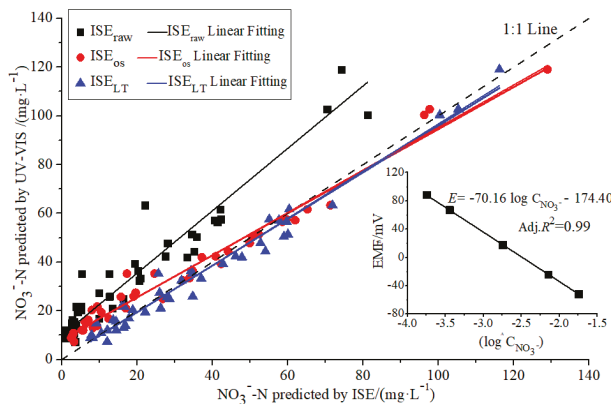 ISEraw ISEraw Linear Fitting
ISEos ISEos Linear Fitting
ISELT ISELT Linear Fitting
1:1 Line
NO3⁻-N predicted by UV-VIS /(mg·L⁻¹)
140
120
100
80
60
40
20
0
0 20 40 60 80 100 120 140
NO3⁻-N predicted by ISE/(mg·L⁻¹)
E= -70.16 log CNO3⁻ - 174.40
Adj.R²=0.99
EMF/mV
120
80
40
0
-40
-80
-4.0 -3.5 -3.0 -2.5 -2.0 -1.5
(log CNO3⁻)